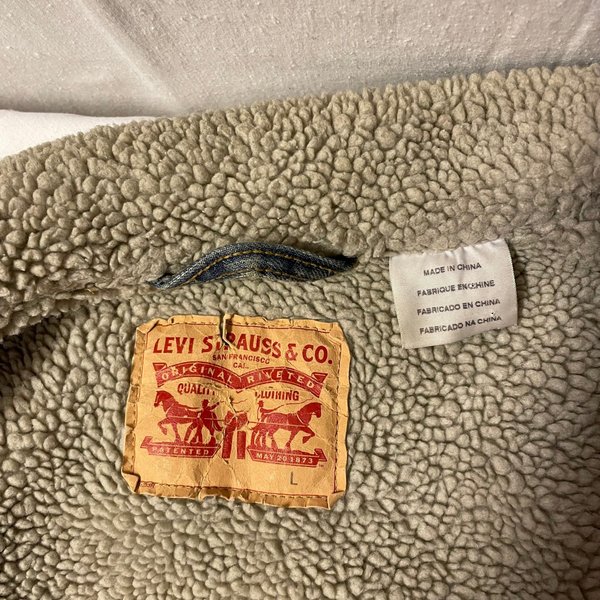 LEVI STRAUSS & CO.
SAN FRANCISCO
CAL.
ORIGINAL RIVETED
QUALITY CLOTHING
PATENTED
MAY 20 1873
L
MADE IN CHINA
FABRIQUE EN CHINE
FABRICADO EN CHINA
FABRICADO NA CHINA